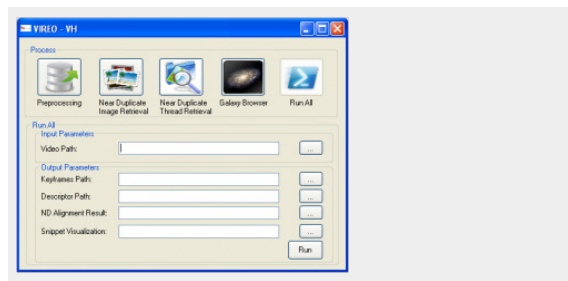 VIREO - VH
Process
Preprocessing
Near Duplicate
Image Retrieval
Near Duplicate
Thread Retrieval
Galaxy Browser
Run All
Run All
Input Parameters
Video Path:
...
Output Parameters
Keyframes Path:
...
Descriptor Path:
...
ND Alignment Result:
...
Snippet Visualization:
...
Run